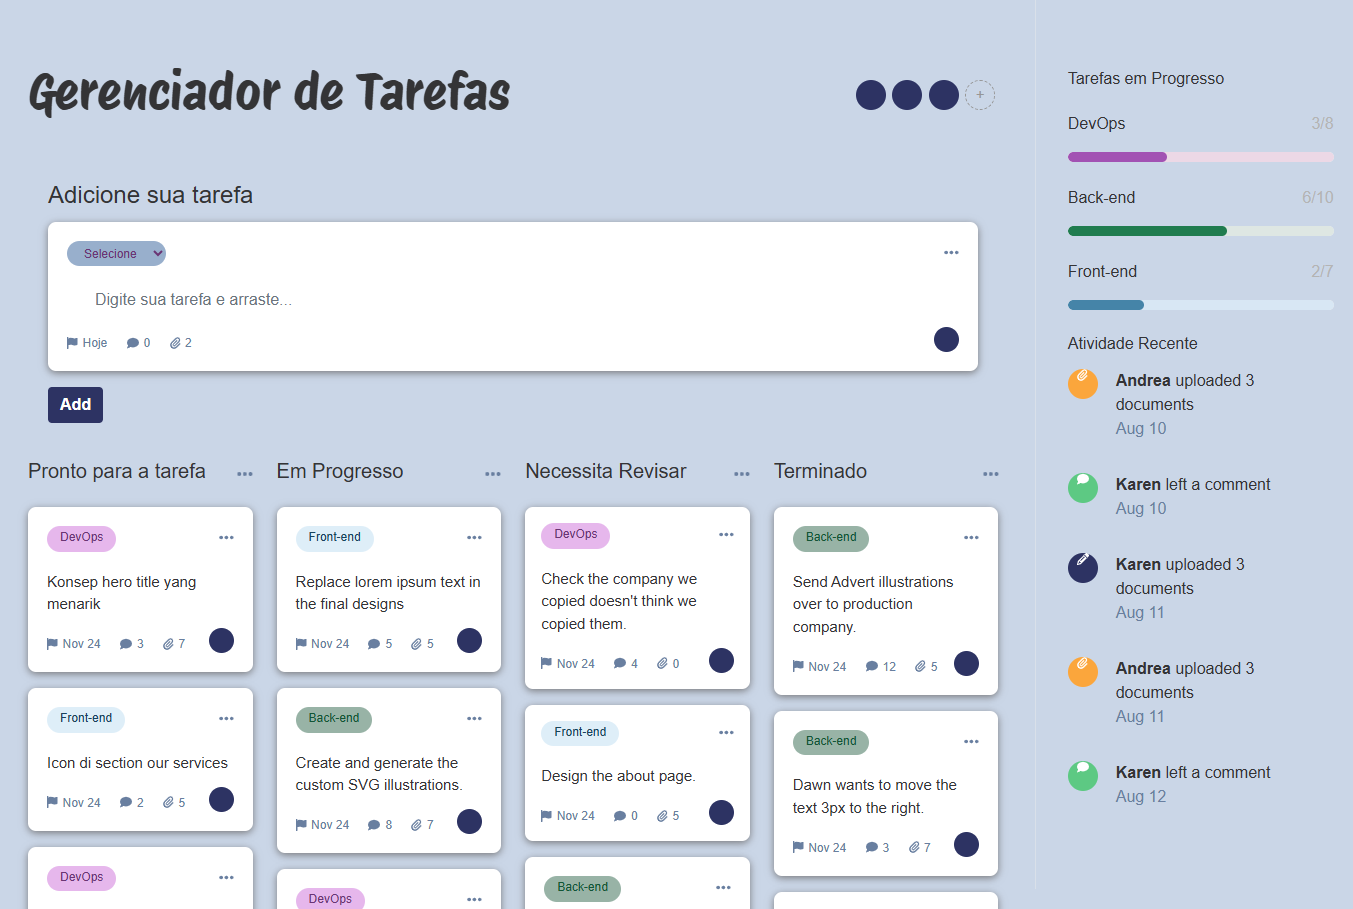 Gerenciador de Tarefas
+
Adicione sua tarefa
Selecione
Digite sua tarefa e arraste...
Hoje 0 2
Add
Pronto para a tarefa
DevOps
Konsep hero title yang
menarik
Nov 24 3 7
Front-end
Icon di section our services
Nov 24 2 5
DevOps
Em Progresso
Front-end
Replace lorem ipsum text in
the final designs
Nov 24 5 5
Back-end
Create and generate the
custom SVG illustrations.
Nov 24 8 7
DevOps
Necessita Revisar
DevOps
Check the company we
copied doesn't think we
copied them.
Nov 24 4 0
Front-end
Design the about page.
Nov 24 0 5
Back-end
Terminado
Back-end
Send Advert illustrations
over to production
company.
Nov 24 12 5
Back-end
Dawn wants to move the
text 3px to the right.
Nov 24 3 7
Tarefas em Progresso
DevOps 3/8
Back-end 6/10
Front-end 2/7
Atividade Recente
Andrea uploaded 3
documents
Aug 10
Karen left a comment
Aug 10
Karen uploaded 3
documents
Aug 11
Andrea uploaded 3
documents
Aug 11
Karen left a comment
Aug 12